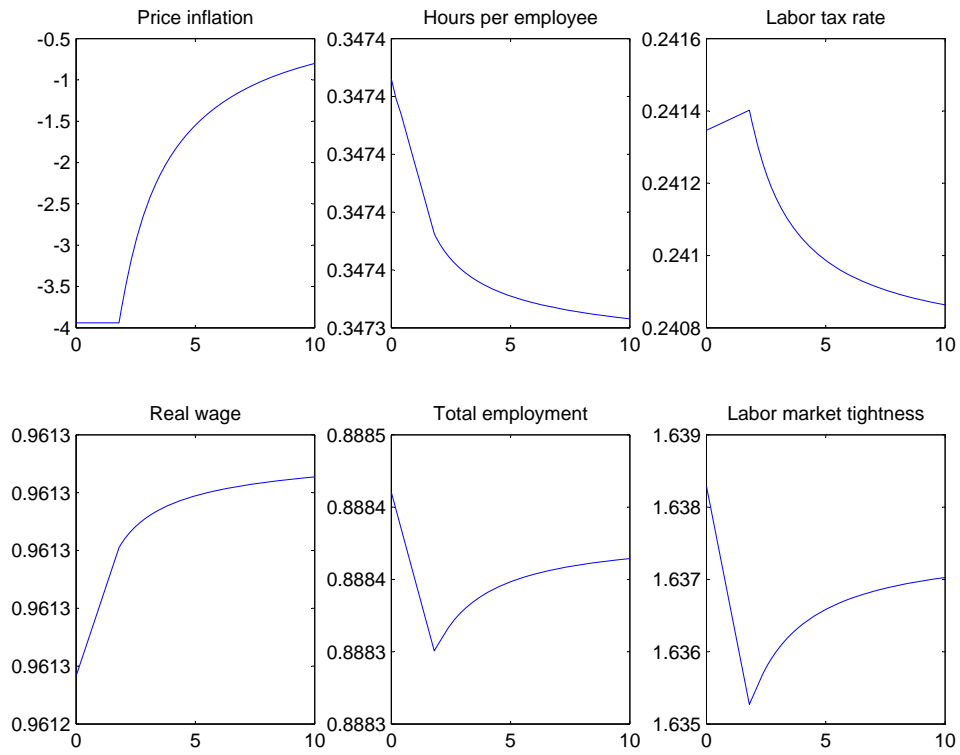 Price inflation
-0.5
-1
-1.5
-2
-2.5
-3
-3.5
-4
0 5 10
Hours per employee
0.3474
0.3474
0.3474
0.3474
0.3474
0.3473
0 5 10
Labor tax rate
0.2416
0.2414
0.2412
0.241
0.2408
0 5 10
Real wage
0.9613
0.9613
0.9613
0.9613
0.9613
0.9612
0 5 10
Total employment
0.8885
0.8884
0.8884
0.8883
0.8883
0 5 10
Labor market tightness
1.639
1.638
1.637
1.636
1.635
0 5 10